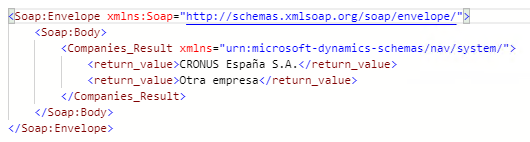 <Soap:Envelope xmlns:Soap="http://schemas.xmlsoap.org/soap/envelope/">
<Soap:Body>
<Companies_Result xmlns="urn:microsoft-dynamics-schemas/nav/system/">
<return_value>CRONUS España S.A.</return_value>
<return_value>Otra empresa</return_value>
</Companies_Result>
</Soap:Body>
</Soap:Envelope>